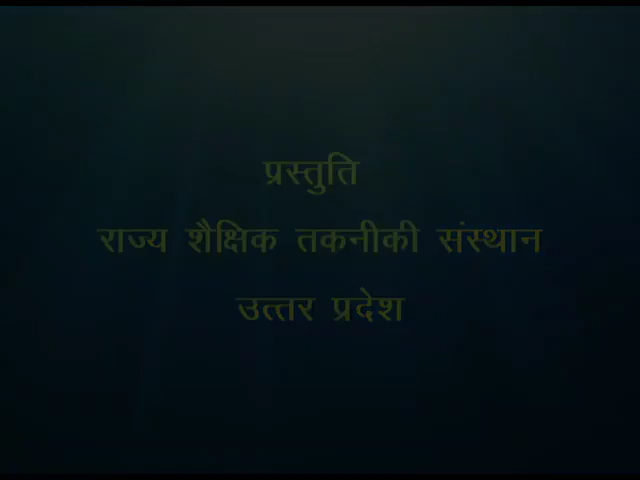 प्रस्तुति
राज्य शैक्षिक तकनीकी संस्थान
उत्तर प्रदेश